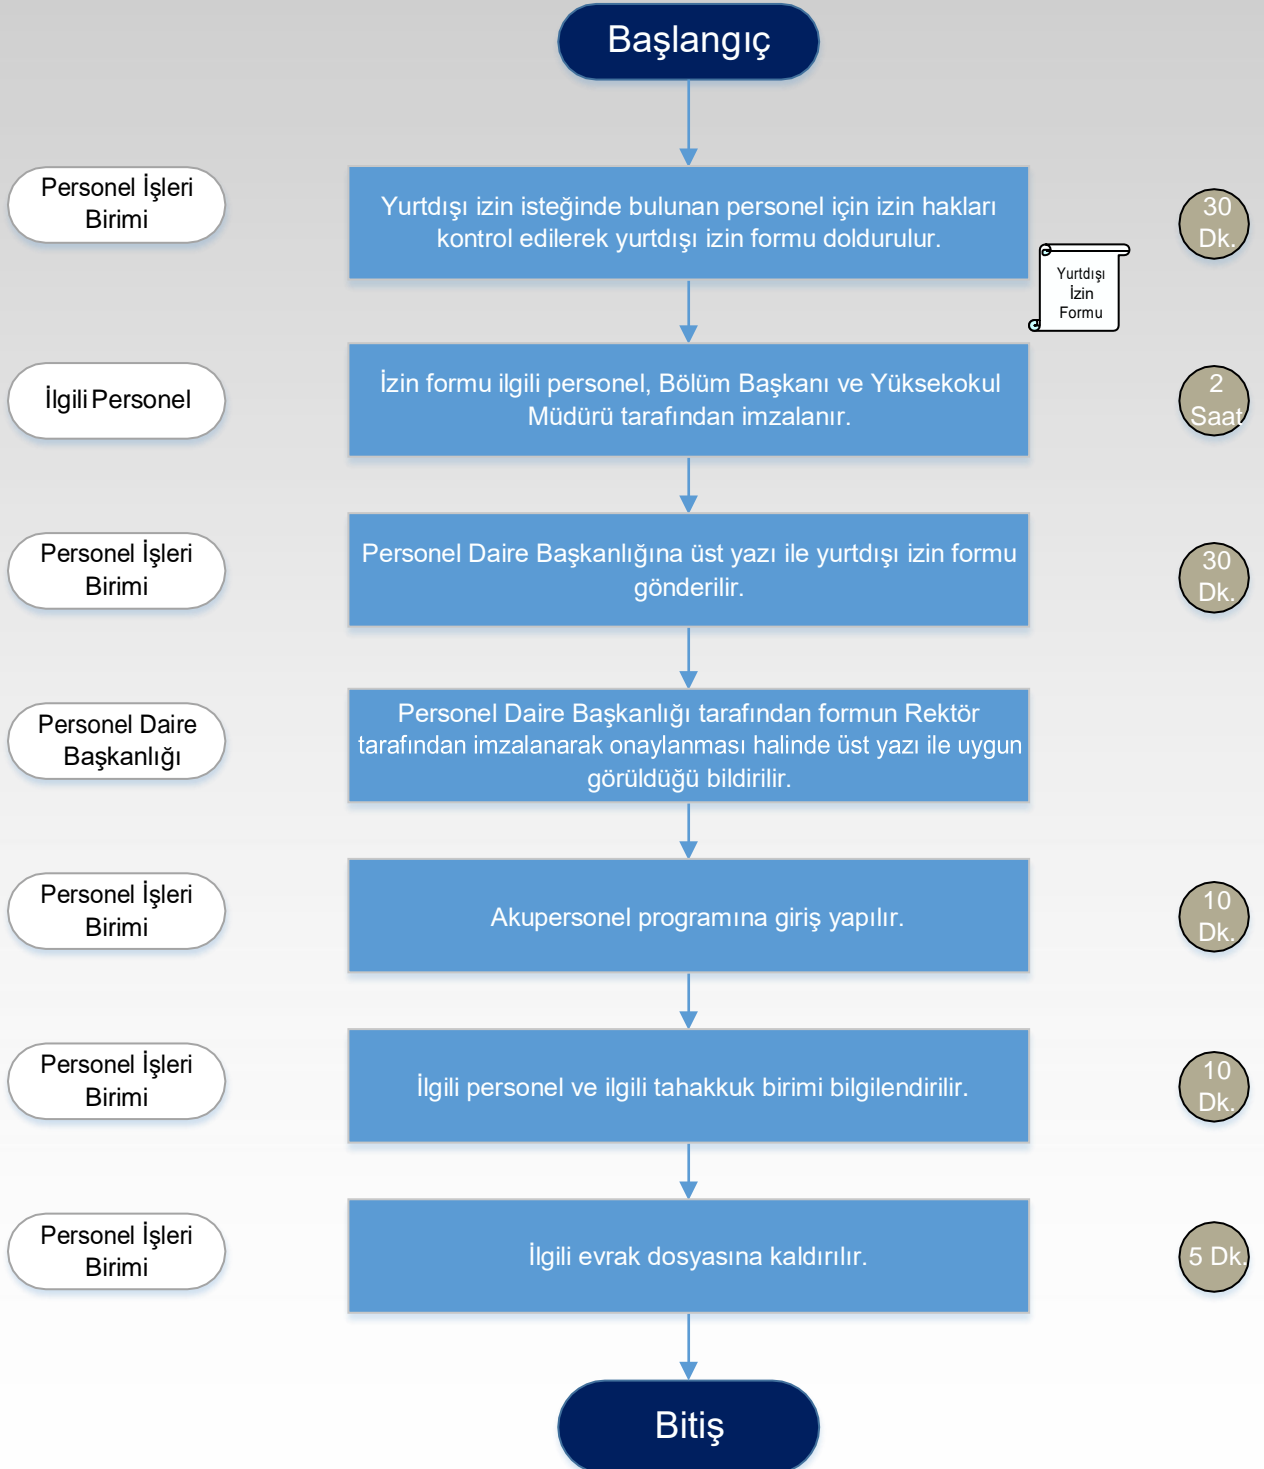 Başlangıç
Personel İşleri
Birimi
Yurtdışı izin isteğinde bulunan personel için izin hakları
kontrol edilerek yurtdışı izin formu doldurulur.
30
Dk.
Yurtdışı
İzin
Formu
İlgili Personel
İzin formu ilgili personel, Bölüm Başkanı ve Yüksekokul
Müdürü tarafından imzalanır.
2
Saat
Personel İşleri
Birimi
Personel Daire Başkanlığına üst yazı ile yurtdışı izin formu
gönderilir.
30
Dk.
Personel Daire
Başkanlığı
Personel Daire Başkanlığı tarafından formun Rektör
tarafından imzalanarak onaylanması halinde üst yazı ile uygun
görüldüğü bildirilir.
Personel İşleri
Birimi
Akupersonel programına giriş yapılır.
10
Dk.
Personel İşleri
Birimi
İlgili personel ve ilgili tahakkuk birimi bilgilendirilir.
10
Dk.
Personel İşleri
Birimi
İlgili evrak dosyasına kaldırılır.
5 Dk.
Bitiş